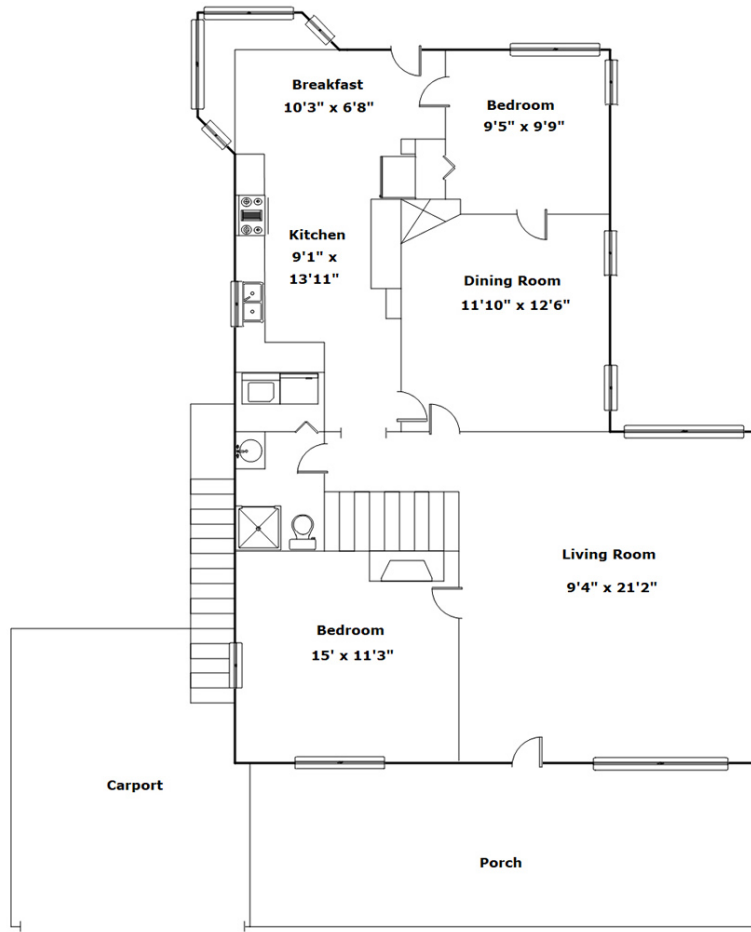 Breakfast
10'3" x 6'8"
Bedroom
9'5" x 9'9"
Kitchen
9'1" x
13'11"
Dining Room
11'10" x 12'6"
Living Room
9'4" x 21'2"
Bedroom
15' x 11'3"
Carport
Porch